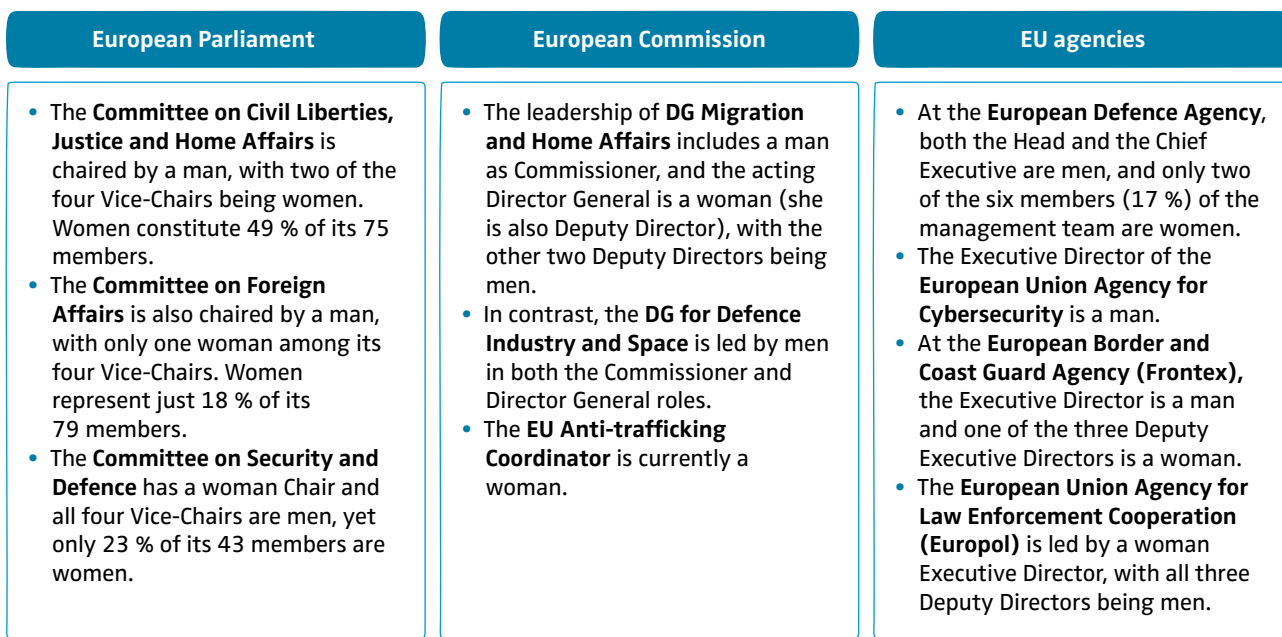 European Parliament
• The Committee on Civil Liberties,
Justice and Home Affairs is
chaired by a man, with two of the
four Vice-Chairs being women.
Women constitute 49 % of its 75
members.
• The Committee on Foreign
Affairs is also chaired by a man,
with only one woman among its
four Vice-Chairs. Women
represent just 18 % of its
79 members.
• The Committee on Security and
Defence has a woman Chair and
all four Vice-Chairs are men, yet
only 23 % of its 43 members are
women.
European Commission
• The leadership of DG Migration
and Home Affairs includes a man
as Commissioner, and the acting
Director General is a woman (she
is also Deputy Director), with the
other two Deputy Directors being
men.
• In contrast, the DG for Defence
Industry and Space is led by men
in both the Commissioner and
Director General roles.
• The EU Anti-trafficking
Coordinator is currently a
woman.
EU agencies
• At the European Defence Agency,
both the Head and the Chief
Executive are men, and only two
of the six members (17 %) of the
management team are women.
• The Executive Director of the
European Union Agency for
Cybersecurity is a man.
• At the European Border and
Coast Guard Agency (Frontex),
the Executive Director is a man
and one of the three Deputy
Executive Directors is a woman.
• The European Union Agency for
Law Enforcement Cooperation
(Europol) is led by a woman
Executive Director, with all three
Deputy Directors being men.